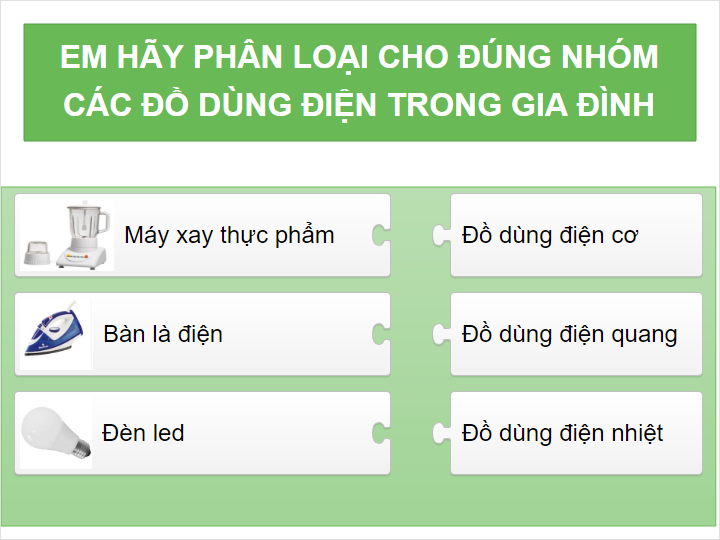 EM HÃY PHÂN LOẠI CHO ĐÚNG NHÓM
CÁC ĐỒ DÙNG ĐIỆN TRONG GIA ĐÌNH
Máy xay thực phẩm
Đồ dùng điện cơ
Bàn là điện
Đồ dùng điện quang
Đèn led
Đồ dùng điện nhiệt